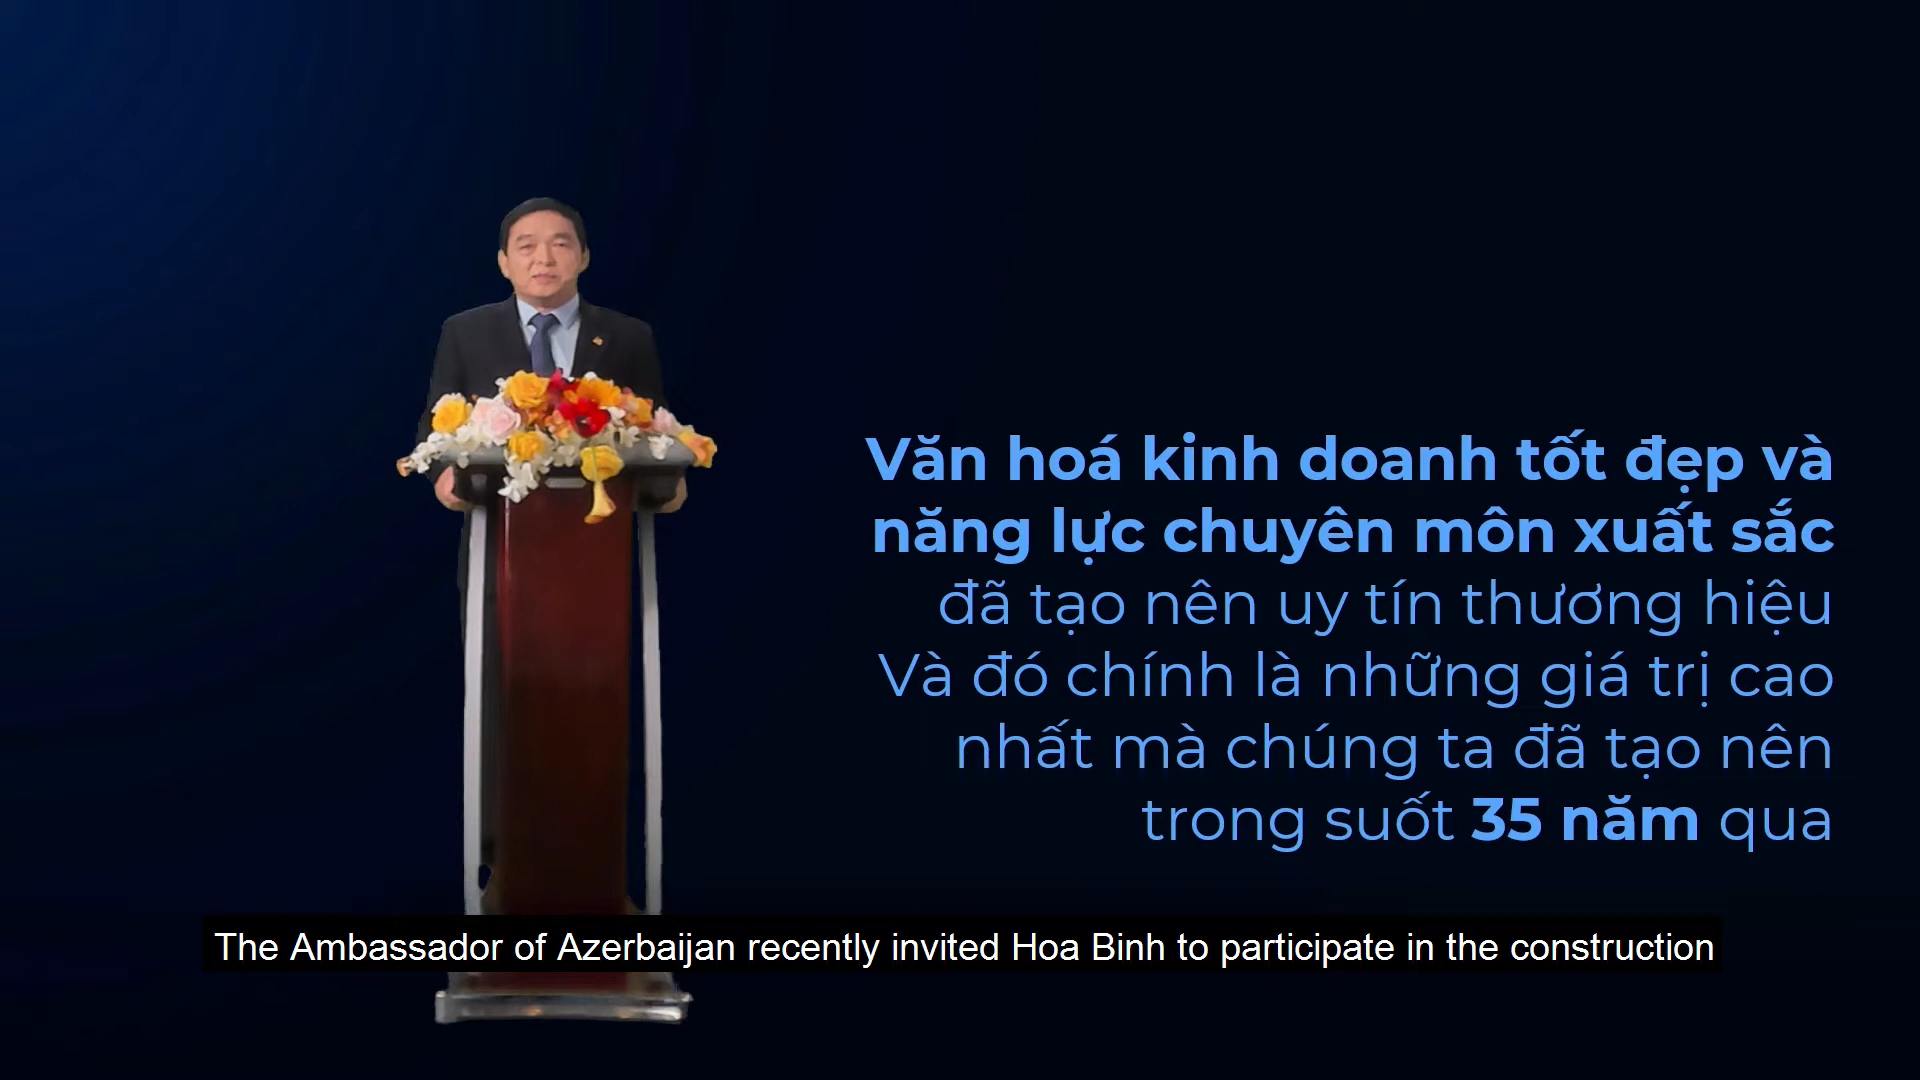 Văn hoá kinh doanh tốt đẹp và
năng lực chuyên môn xuất sắc
đã tạo nên uy tín thương hiệu
Và đó chính là những giá trị cao
nhất mà chúng ta đã tạo nên
trong suốt 35 năm qua
The Ambassador of Azerbaijan recently invited Hoa Binh to participate in the construction